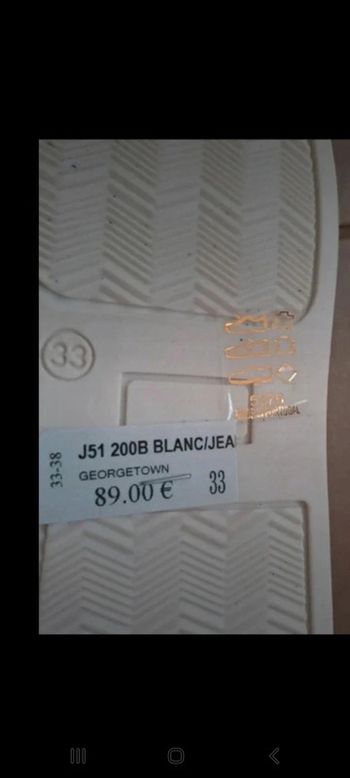 33
J51 200B BLANC/JEA
GEORGETOWN
89.00 €
33
33-38